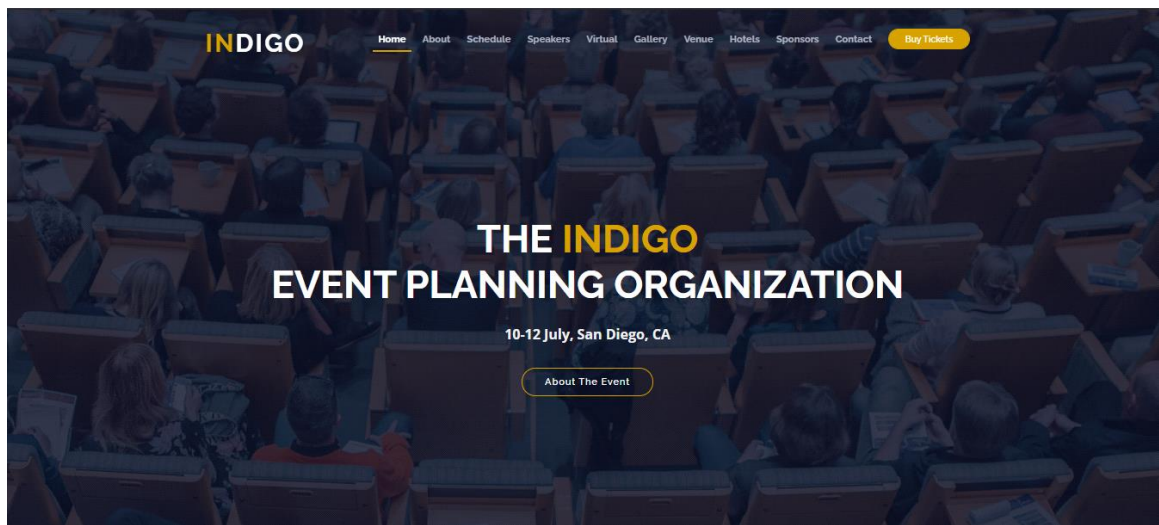 INDIGO
Home About Schedule Speakers Virtual Gallery Venue Hotels Sponsors Contact Buy Tickets
THE INDIGO
EVENT PLANNING ORGANIZATION
10-12 July, San Diego, CA
About The Event